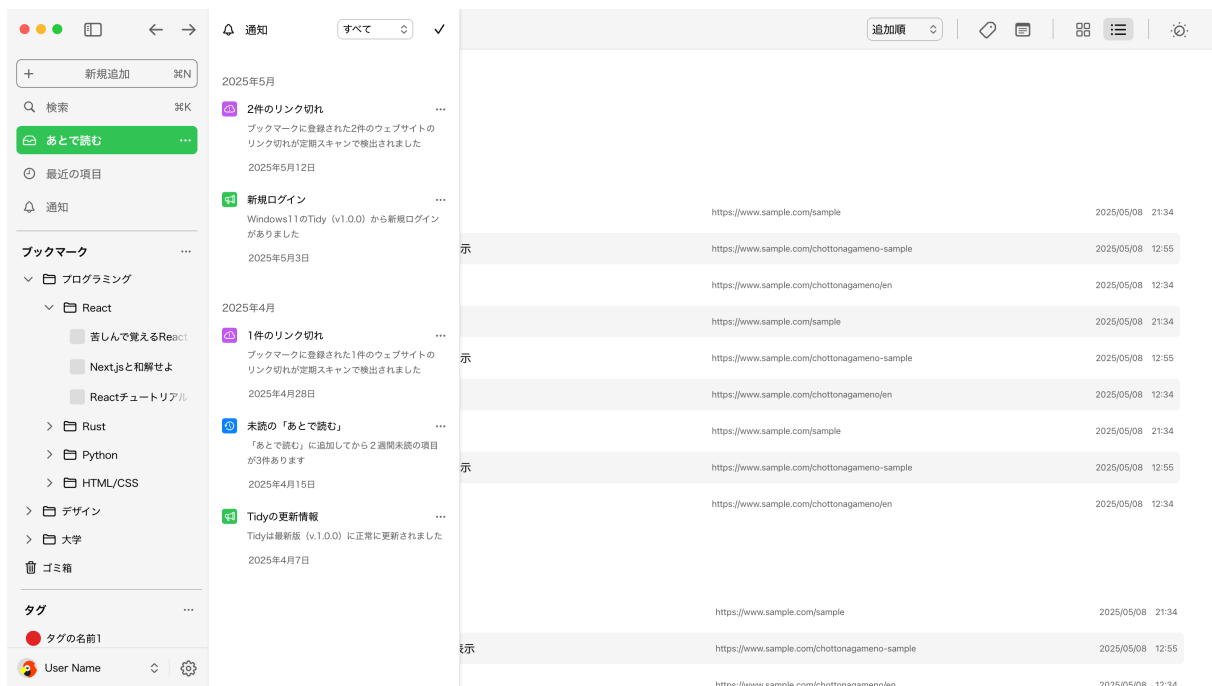 新規追加 ⌘N
検索 ⌘K
あとで読む
最近の項目
通知
ブックマーク
プログラミング
React
苦しんで覚えるReact
Next.jsと和解せよ
Reactチュートリアル
Rust
Python
HTML/CSS
デザイン
大学
ゴミ箱
タグ
タグの名前1
User Name
通知 すべて
2025年5月
2件のリンク切れ
ブックマークに登録された2件のウェブサイトの
リンク切れが定期スキャンで検出されました
2025年5月12日
新規ログイン
Windows11のTidy（v1.0.0）から新規ログイン
がありました
2025年5月3日
2025年4月
1件のリンク切れ
ブックマークに登録された1件のウェブサイトの
リンク切れが定期スキャンで検出されました
2025年4月28日
未読の「あとで読む」
「あとで読む」に追加してから２週間未読の項目
が3件あります
2025年4月15日
Tidyの更新情報
Tidyは最新版（v.1.0.0）に正常に更新されました
2025年4月7日
追加順
https://www.sample.com/sample 2025/05/08 21:34
示 https://www.sample.com/chottonagameno-sample 2025/05/08 12:55
https://www.sample.com/chottonagameno/en 2025/05/08 12:34
https://www.sample.com/sample 2025/05/08 21:34
示 https://www.sample.com/chottonagameno-sample 2025/05/08 12:55
https://www.sample.com/chottonagameno/en 2025/05/08 12:34
https://www.sample.com/sample 2025/05/08 21:34
示 https://www.sample.com/chottonagameno-sample 2025/05/08 12:55
https://www.sample.com/chottonagameno/en 2025/05/08 12:34
https://www.sample.com/sample 2025/05/08 21:34
表示 https://www.sample.com/chottonagameno-sample 2025/05/08 12:55
https://www.sample.com/chottonagameno/en 2025/05/08 12:34